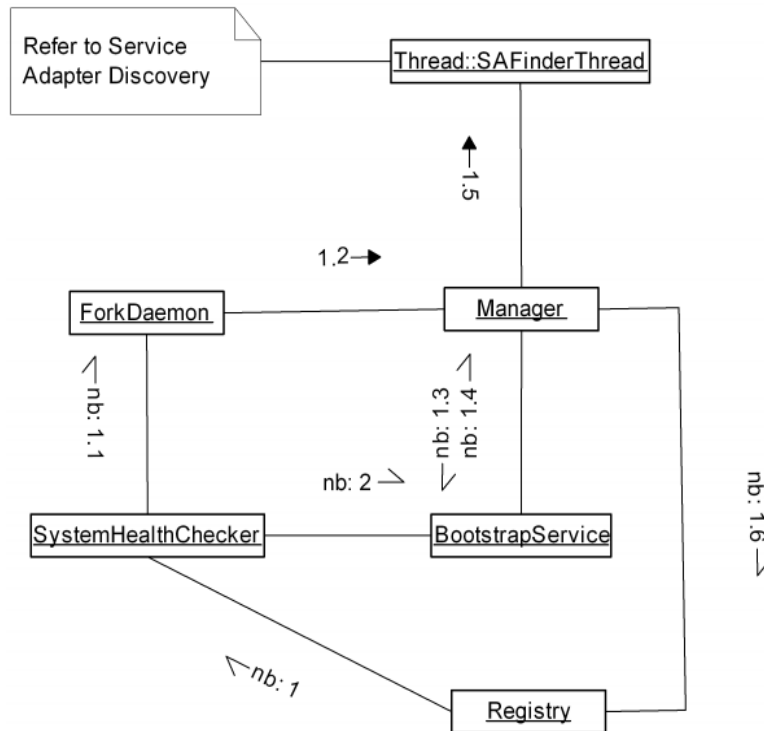 Refer to Service
Adapter Discovery
Thread::SAFinderThread
1.5
1.2
ForkDaemon
Manager
nb: 1.1
nb: 1.3
nb: 1.4
nb: 2
SystemHealthChecker
BootstrapService
nb: 1.6
nb: 1
Registry